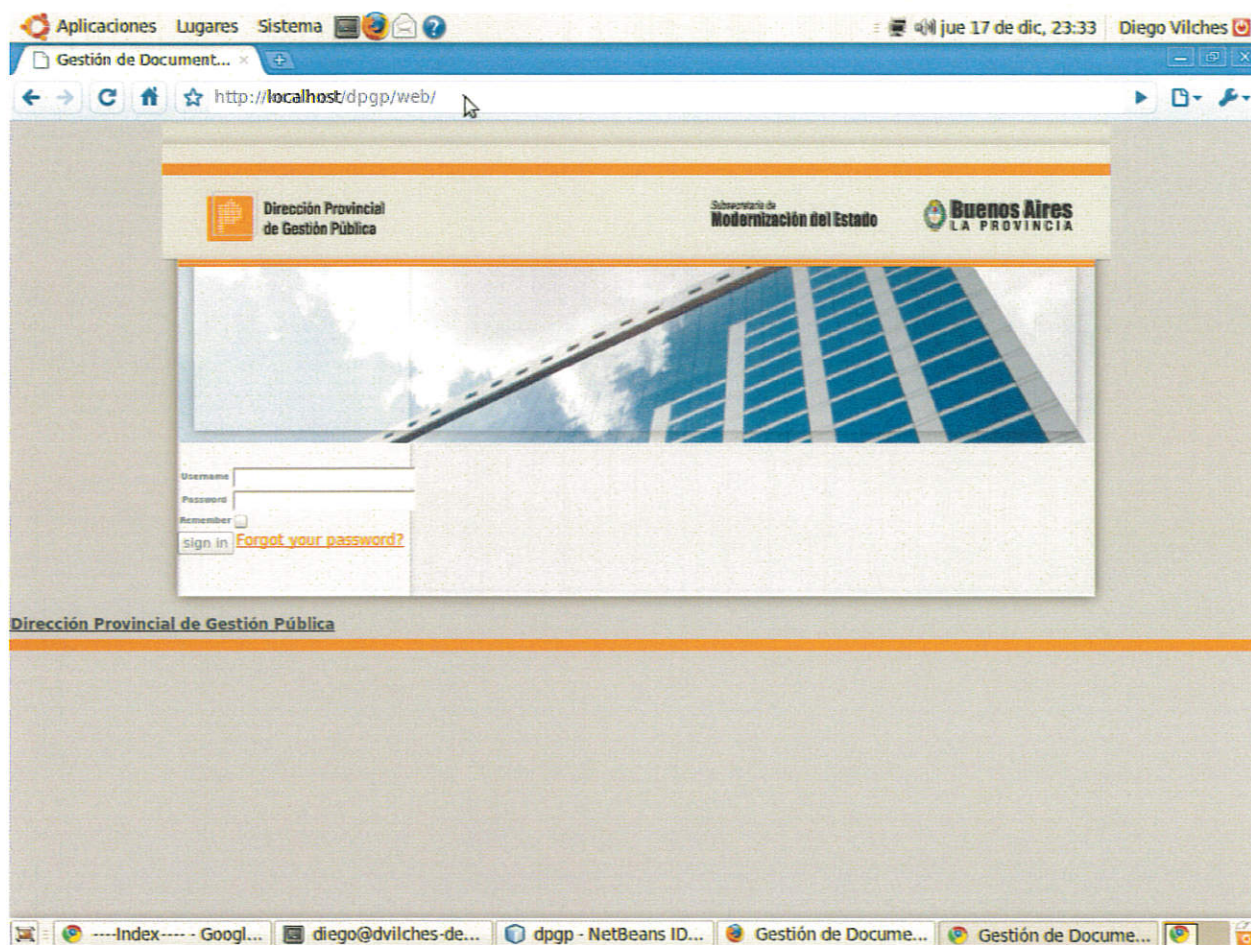 Aplicaciones Lugares Sistema
jue 17 de dic, 23:33 Diego Vilches
Gestión de Document...
http://localhost/dpgp/web/
Dirección Provincial
de Gestión Pública
Subsecretaría de
Modernización del Estado
Buenos Aires
LA PROVINCIA
Username
Password
Remember
sign in Forgot your password?
Dirección Provincial de Gestión Pública
----Index---- - Googl...
diego@dvilches-de...
dpgp - NetBeans ID...
Gestión de Docume...
Gestión de Docume...